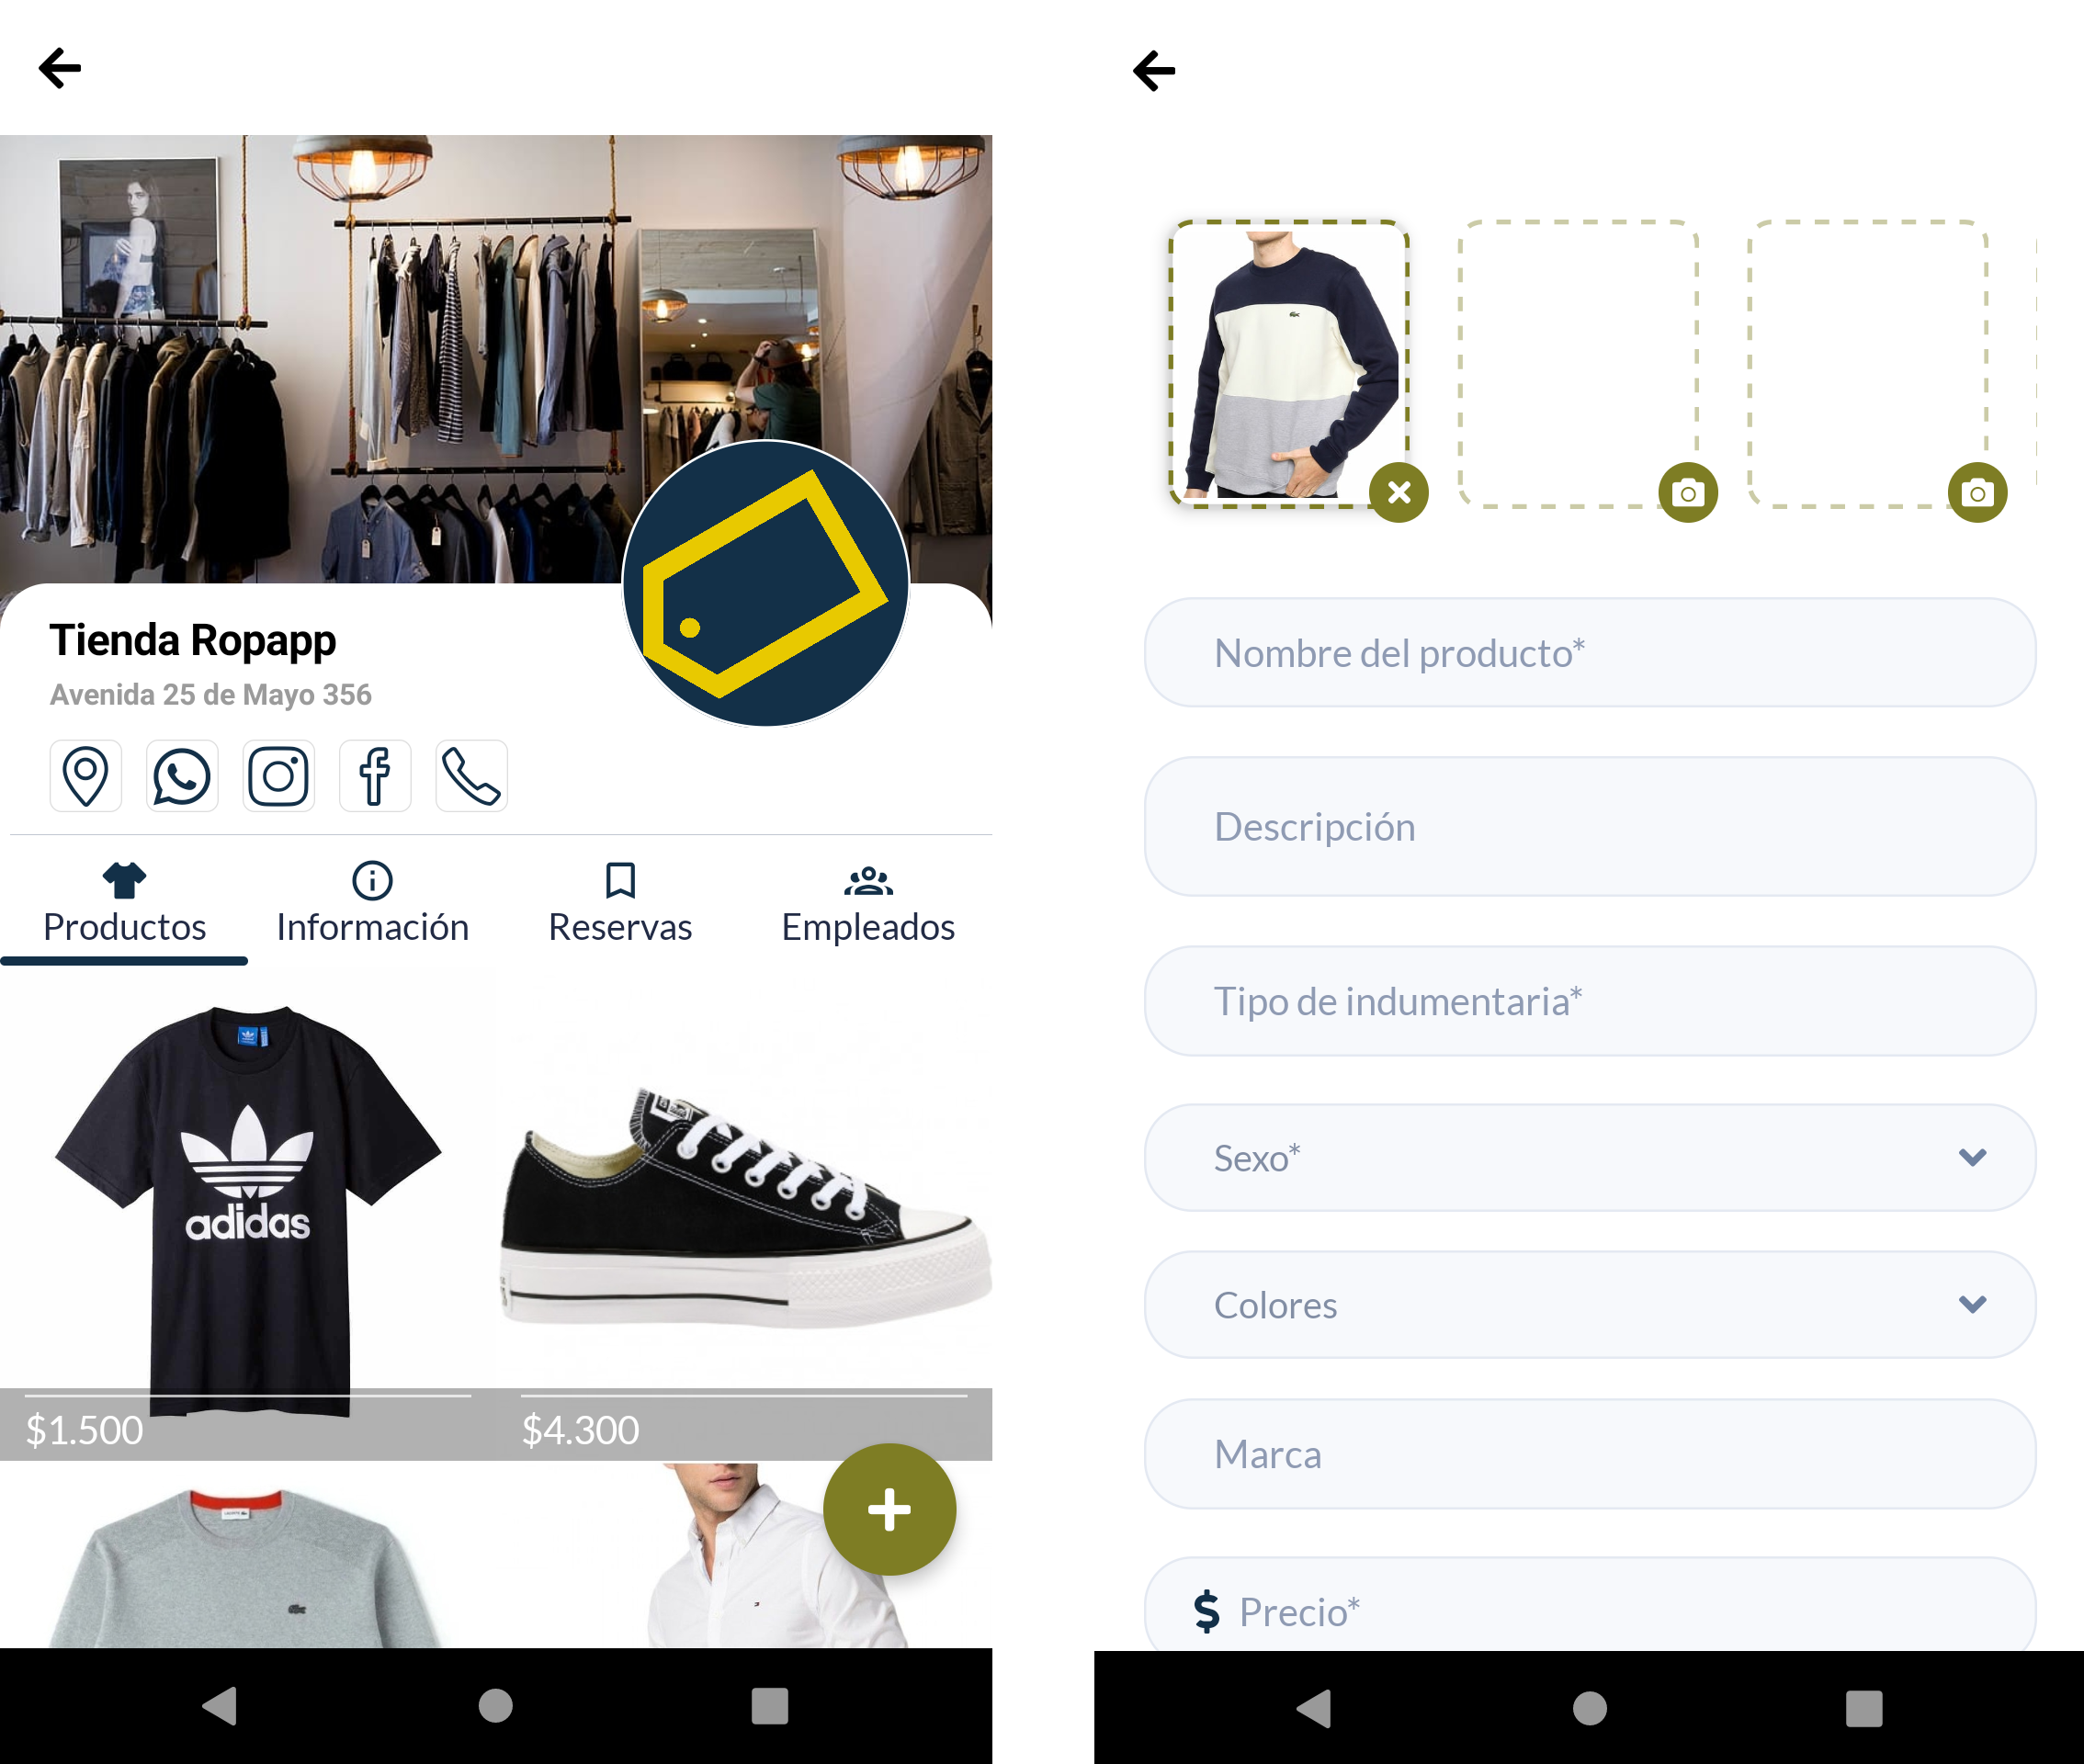 Tienda Ropapp
Avenida 25 de Mayo 356
Productos
Información
Reservas
Empleados
adidas
$1.500
$4.300
Nombre del producto*
Descripción
Tipo de indumentaria*
Sexo*
Colores
Marca
$ Precio*